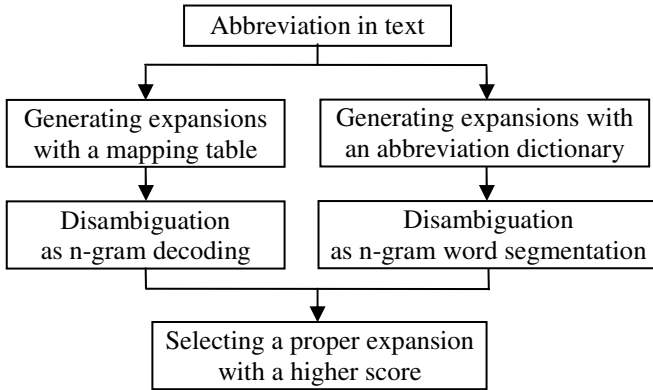 Abbreviation in text
Generating expansions
with a mapping table
Generating expansions with
an abbreviation dictionary
Disambiguation
as n-gram decoding
Disambiguation
as n-gram word segmentation
Selecting a proper expansion
with a higher score